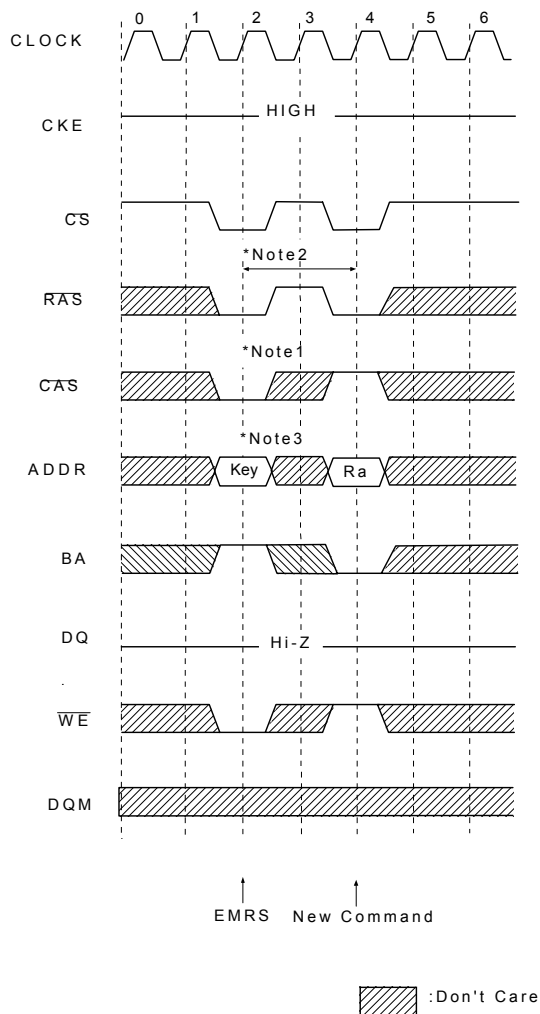 0 1 2 3 4 5 6
CLOCK
HIGH
CKE
CS
*Note2
RAS
*Note1
CAS
*Note3
ADDR Key Ra
BA
DQ Hi-Z
.
WE
DQM
EMRS New Command
:Don't Care